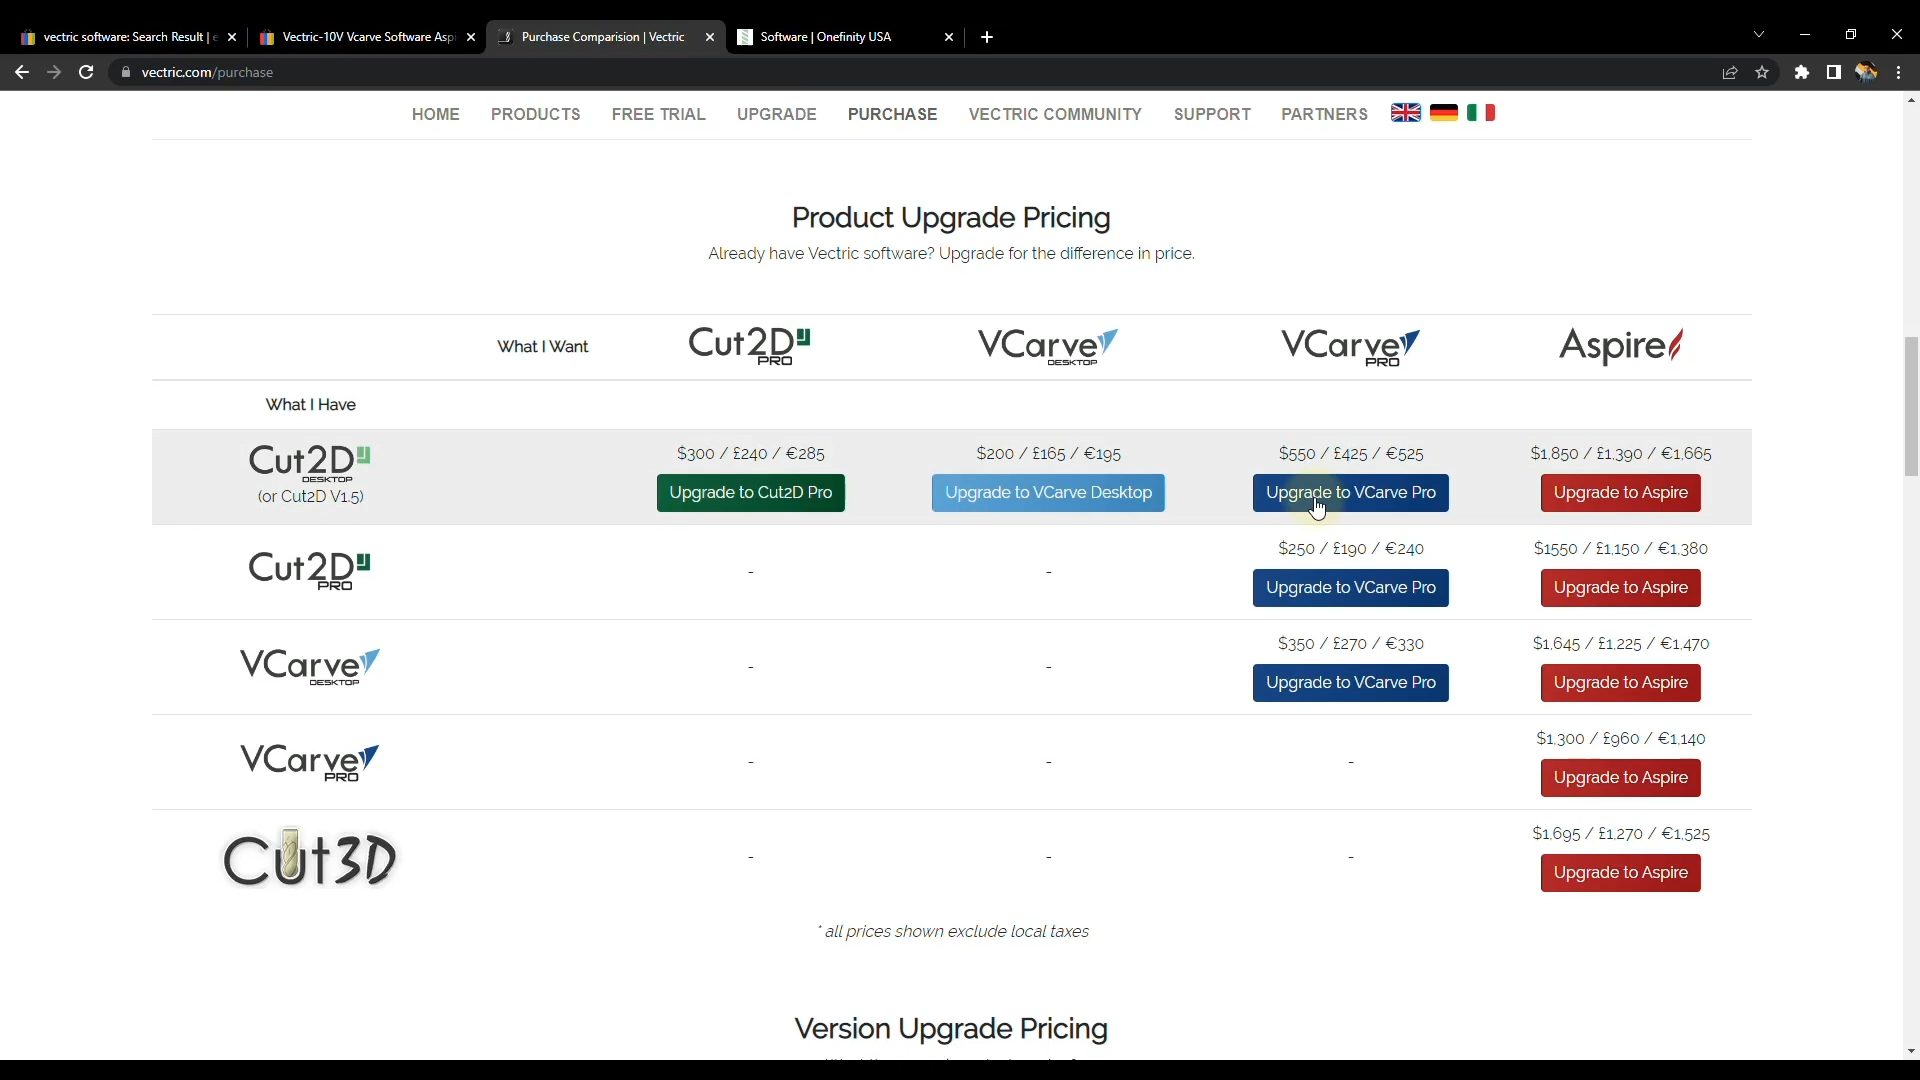 vectric software: Search Result | e
Vectric-10V Vcarve Software Aspi
Purchase Comparision | Vectric
Software | Onefinity USA
vectric.com/purchase
HOME PRODUCTS FREE TRIAL UPGRADE PURCHASE VECTRIC COMMUNITY SUPPORT PARTNERS
Product Upgrade Pricing
Already have Vectric software? Upgrade for the difference in price.
What I Want Cut2D PRO VCarve DESKTOP VCarve PRO Aspire
What I Have
Cut2D DESKTOP
(or Cut2D V1.5)
$300 / £240 / €285 $200 / £165 / €195 $550 / £425 / €525 $1,850 / £1,390 / €1,665
Upgrade to Cut2D Pro Upgrade to VCarve Desktop Upgrade to VCarve Pro Upgrade to Aspire
Cut2D PRO
- - $250 / £190 / €240 $1550 / £1,150 / €1,380
Upgrade to VCarve Pro Upgrade to Aspire
VCarve DESKTOP
- - $350 / £270 / €330 $1,645 / £1,225 / €1,470
Upgrade to VCarve Pro Upgrade to Aspire
VCarve PRO
- - - $1,300 / £960 / €1,140
Upgrade to Aspire
Cut3D
- - - $1,695 / £1,270 / €1,525
Upgrade to Aspire
* all prices shown exclude local taxes
Version Upgrade Pricing